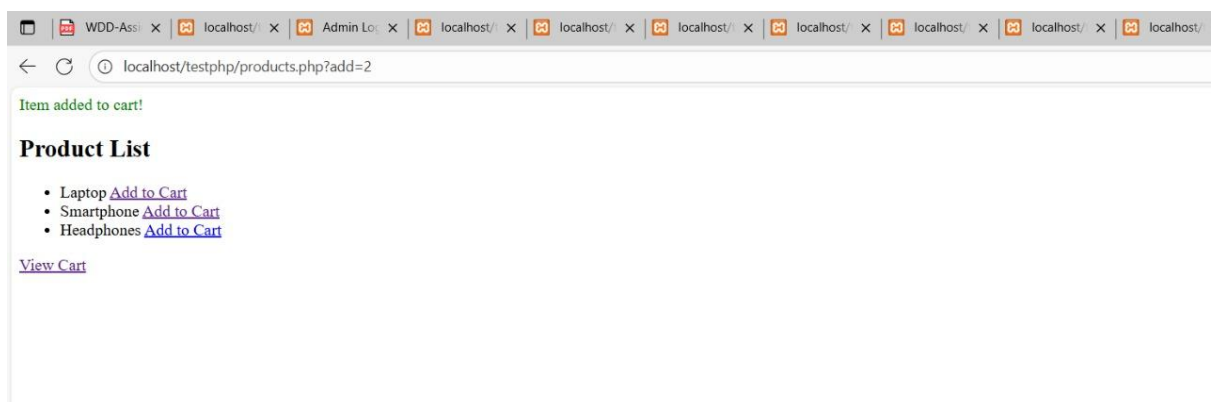 WDD-Assi localhost/ Admin Lo localhost/ localhost/ localhost/ localhost/ localhost/ localhost/ localhost/
localhost/testphp/products.php?add=2
Item added to cart!
Product List
• Laptop Add to Cart
• Smartphone Add to Cart
• Headphones Add to Cart
View Cart